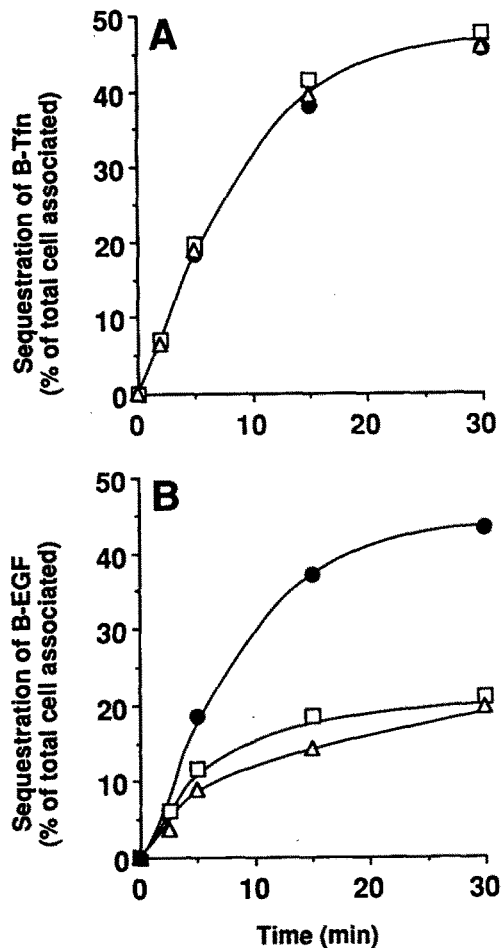 A
Sequestration of B-Tfn
(% of total cell associated)
50
40
30
20
10
0
0 10 20 30
B
Sequestration of B-EGF
(% of total cell associated)
50
40
30
20
10
0
0 10 20 30
Time (min)